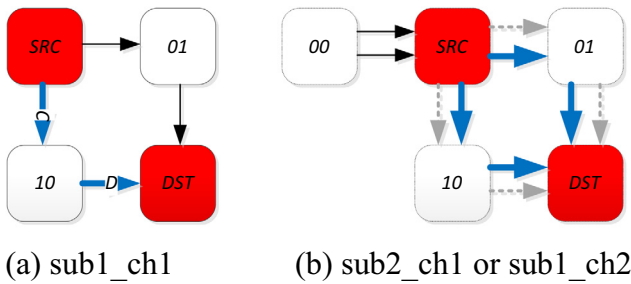 SRC 01 00 SRC 01
D
10 D DST 10 DST
(a) sub1_ch1 (b) sub2_ch1 or sub1_ch2